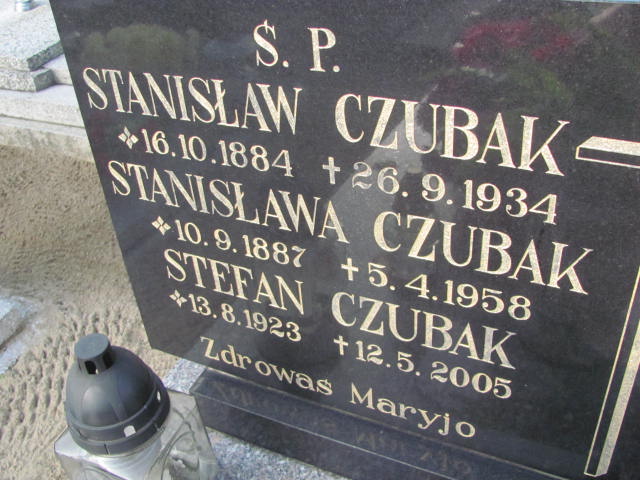 Ś. P.
STANISŁAW CZUBAK
16.10.1884 26.9.1934
STANISŁAWA CZUBAK
10.9.1887 5.4.1958
STEFAN CZUBAK
13.8.1923 12.5.2005
Zdrowaś Maryjo